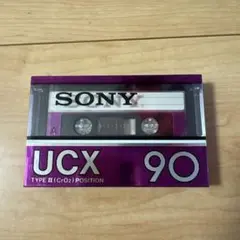 SONY
A
UCX 90
TYPE II (CrO2) POSITION